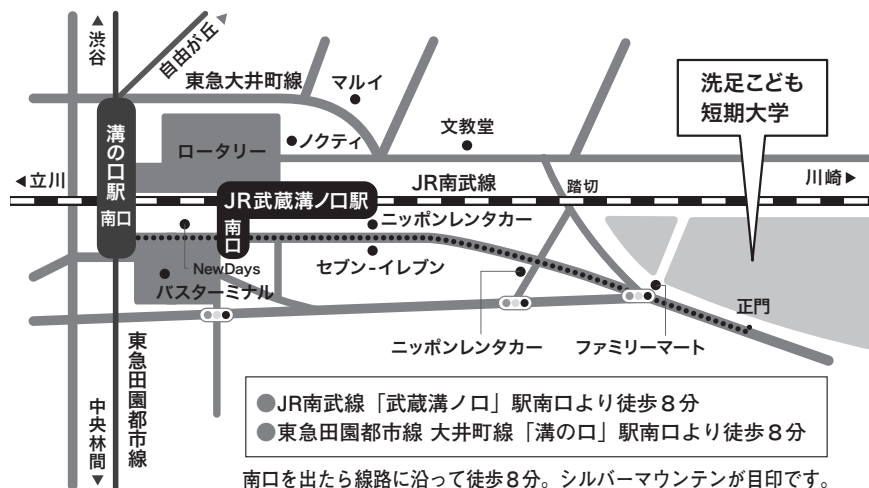 ▲渋谷
自由が丘▲
東急大井町線
マルイ
洗足こども
短期大学
溝の口駅
南口
ロータリー
ノクティ
文教堂
◀立川
JR武蔵溝ノ口駅
南口
JR南武線
踏切
川崎▶
ニッポンレンタカー
NewDays
セブン-イレブン
バスターミナル
正門
ニッポンレンタカー
ファミリーマート
東急田園都市線
中央林間▼
●JR南武線「武蔵溝ノ口」駅南口より徒歩8分
●東急田園都市線 大井町線「溝の口」駅南口より徒歩8分
南口を出たら線路に沿って徒歩8分。シルバーマウンテンが目印です。